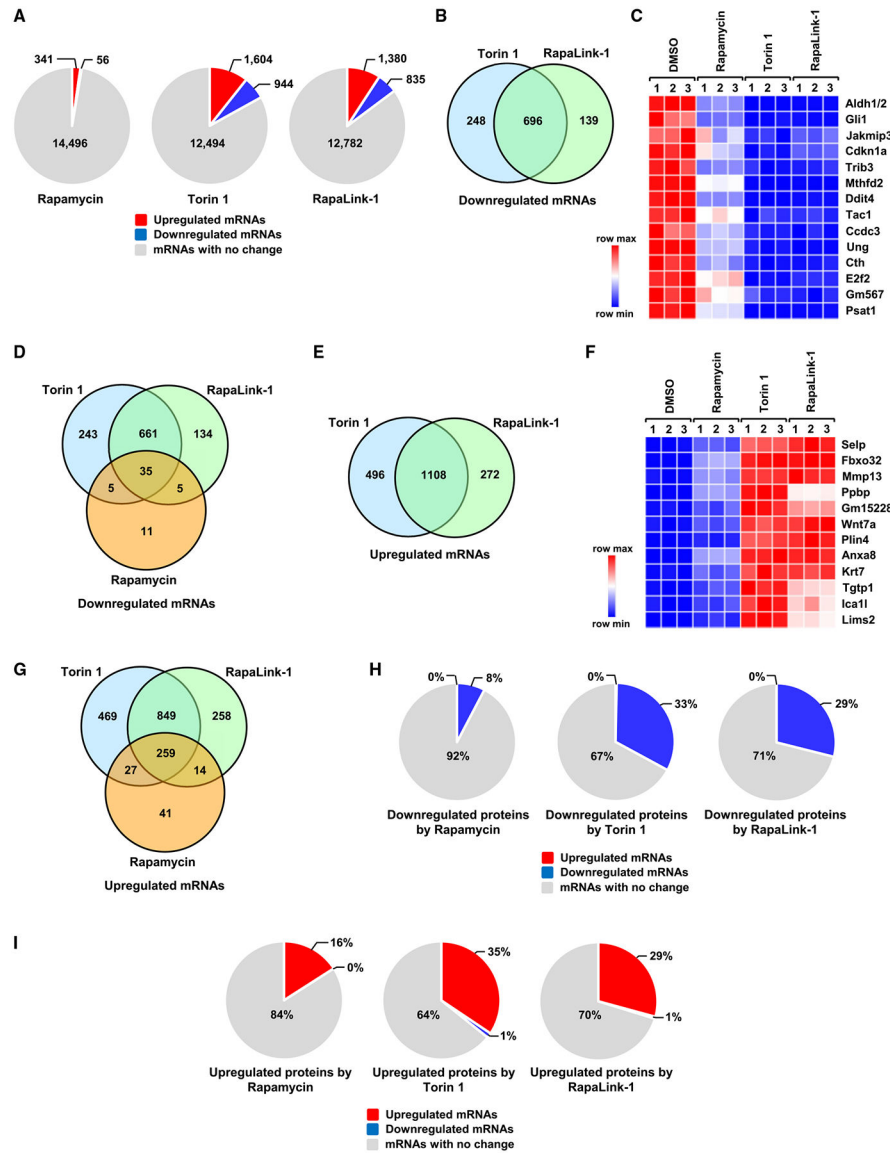 A
341
56
14,496
Rapamycin
1,604
944
12,494
Torin 1
1,380
835
12,782
RapaLink-1
Upregulated mRNAs
Downregulated mRNAs
mRNAs with no change
B
Torin 1
RapaLink-1
248
696
139
Downregulated mRNAs
C
DMSO
Rapamycin
Torin 1
RapaLink-1
1 2 3 1 2 3 1 2 3 1 2 3
Aldh1/2
Gli1
Jakmip3
Cdkn1a
Trib3
Mthfd2
Ddit4
Tac1
Ccdc3
Ung
Cth
E2f2
Gm567
Psat1
row max
row min
D
Torin 1
RapaLink-1
243
661
134
35
5
5
11
Rapamycin
Downregulated mRNAs
E
Torin 1
RapaLink-1
496
1108
272
Upregulated mRNAs
F
DMSO
Rapamycin
Torin 1
RapaLink-1
1 2 3 1 2 3 1 2 3 1 2 3
Selp
Fbxo32
Mmp13
Ppbp
Gm15228
Wnt7a
Plin4
Anxa8
Krt7
Tgtp1
Ica1l
Lims2
row max
row min
G
Torin 1
RapaLink-1
469
849
258
259
27
14
41
Rapamycin
Upregulated mRNAs
H
0%
8%
92%
Downregulated proteins
by Rapamycin
0%
33%
67%
Downregulated proteins
by Torin 1
0%
29%
71%
Downregulated proteins
by RapaLink-1
Upregulated mRNAs
Downregulated mRNAs
mRNAs with no change
I
16%
0%
84%
Upregulated proteins by
Rapamycin
35%
1%
64%
Upregulated proteins by
Torin 1
29%
1%
70%
Upregulated proteins by
RapaLink-1
Upregulated mRNAs
Downregulated mRNAs
mRNAs with no change